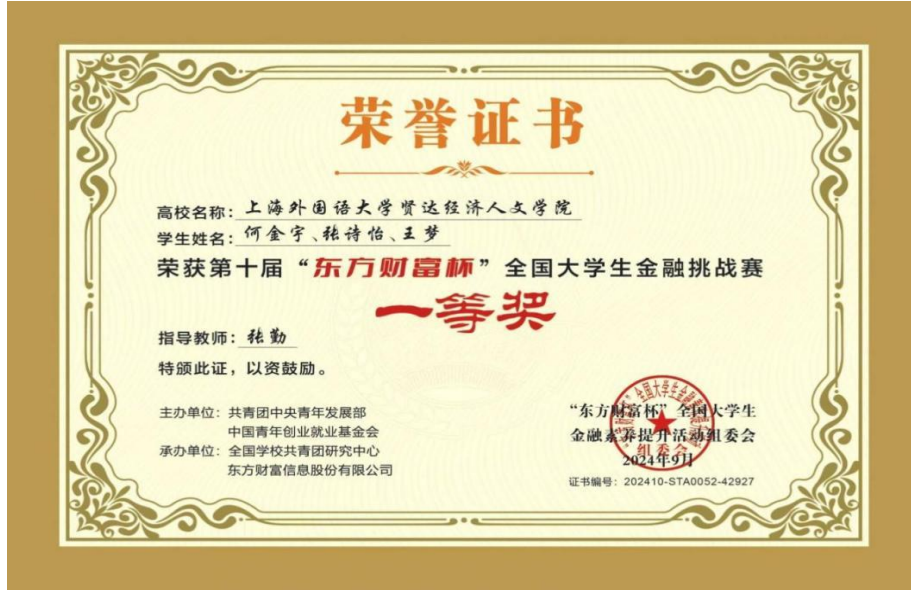 荣誉证书
高校名称：上海外国语大学贤达经济人文学院
学生姓名：何金宇、张诗怡、王梦
荣获第十届“东方财富杯”全国大学生金融挑战赛
一等奖
指导教师：张勤
特颁此证，以资鼓励。
主办单位：共青团中央青年发展部
中国青年创业就业基金会
承办单位：全国学校共青团研究中心
东方财富信息股份有限公司
“东方财富杯”全国大学生
金融素养提升活动组委会
2024年9月
组委会
证书编号：202410-STA0052-42927